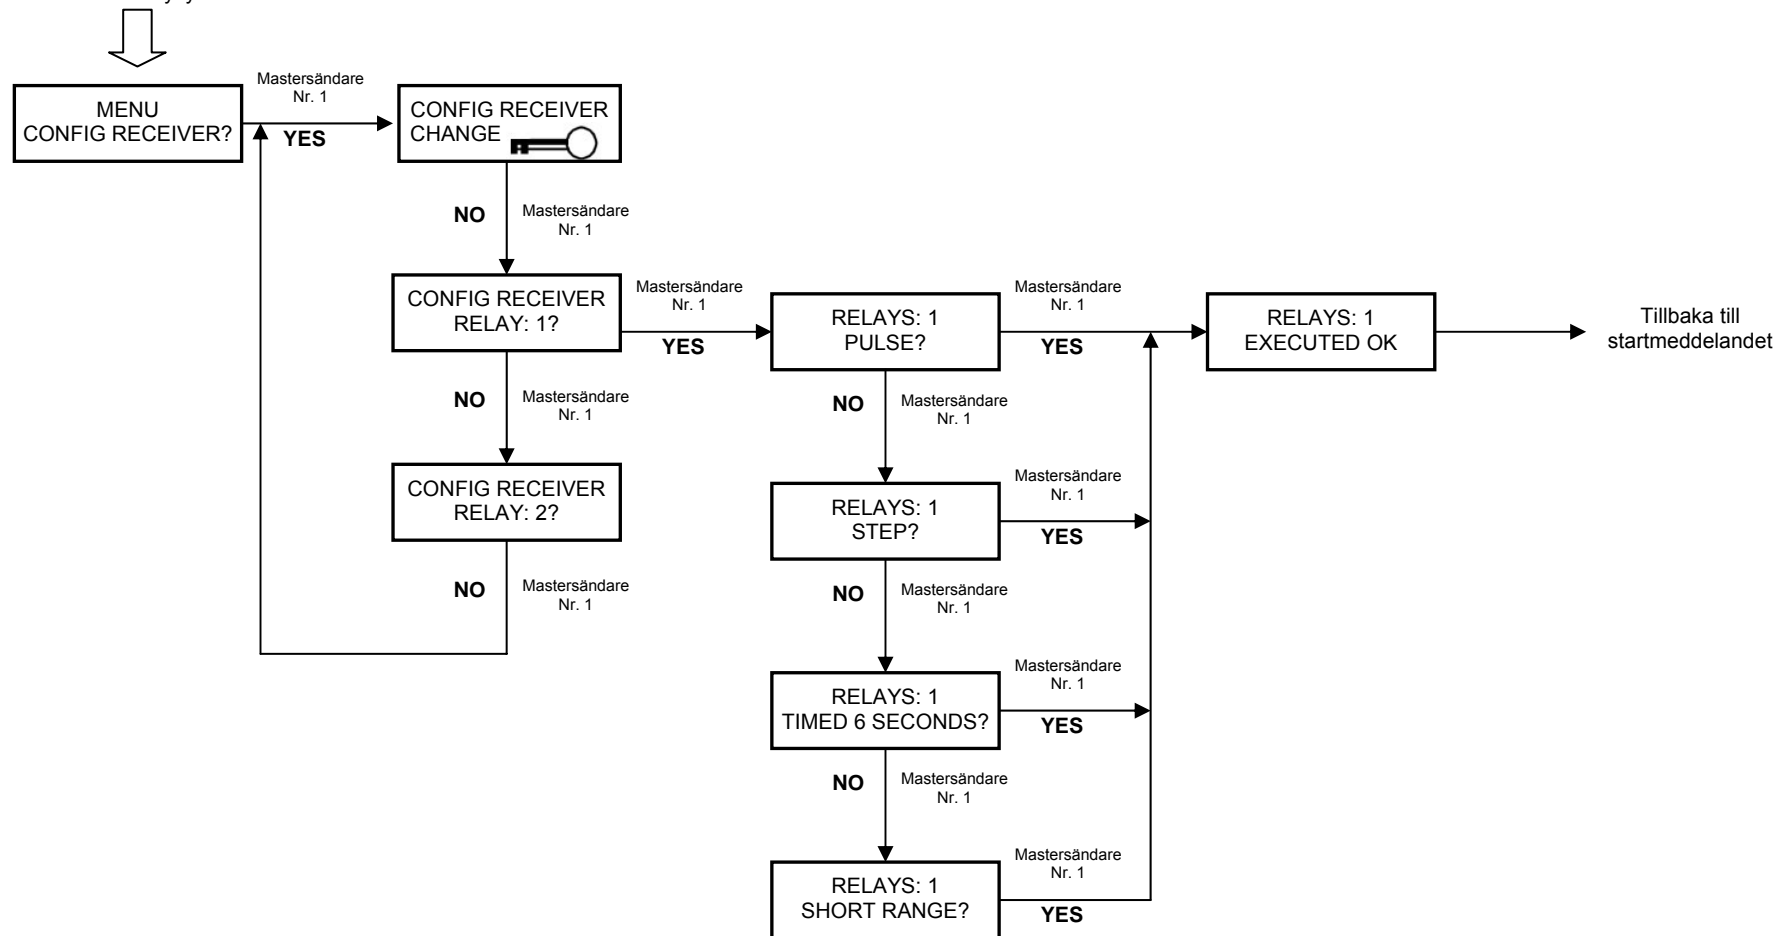 Mastersändare
Nr. 1
MENU
CONFIG RECEIVER?
YES
CONFIG RECEIVER
CHANGE
NO
Mastersändare
Nr. 1
CONFIG RECEIVER
RELAY: 1?
Mastersändare
Nr. 1
YES
RELAYS: 1
PULSE?
Mastersändare
Nr. 1
YES
RELAYS: 1
EXECUTED OK
Tillbaka till
startmeddelandet
NO
Mastersändare
Nr. 1
NO
Mastersändare
Nr. 1
CONFIG RECEIVER
RELAY: 2?
RELAYS: 1
STEP?
Mastersändare
Nr. 1
YES
NO
Mastersändare
Nr. 1
NO
Mastersändare
Nr. 1
RELAYS: 1
TIMED 6 SECONDS?
Mastersändare
Nr. 1
YES
NO
Mastersändare
Nr. 1
RELAYS: 1
SHORT RANGE?
Mastersändare
Nr. 1
YES